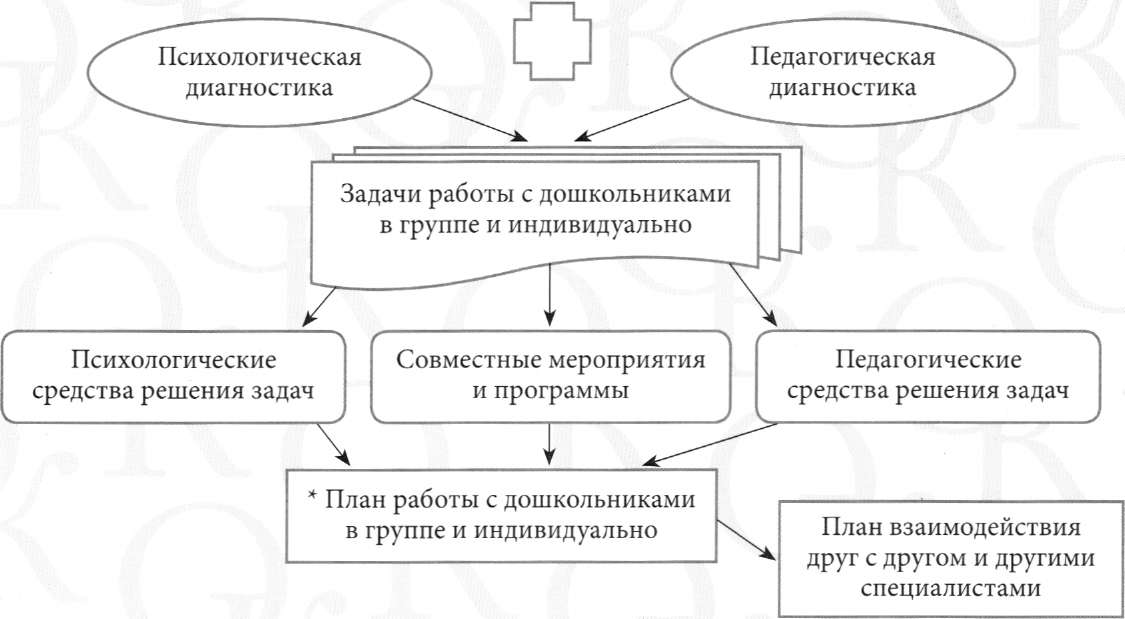 Психологическая
диагностика
Педагогическая
диагностика
Задачи работы с дошкольниками
в группе и индивидуально
Психологические
средства решения задач
Совместные мероприятия
и программы
Педагогические
средства решения задач
* План работы с дошкольниками
в группе и индивидуально
План взаимодействия
друг с другом и другими
специалистами